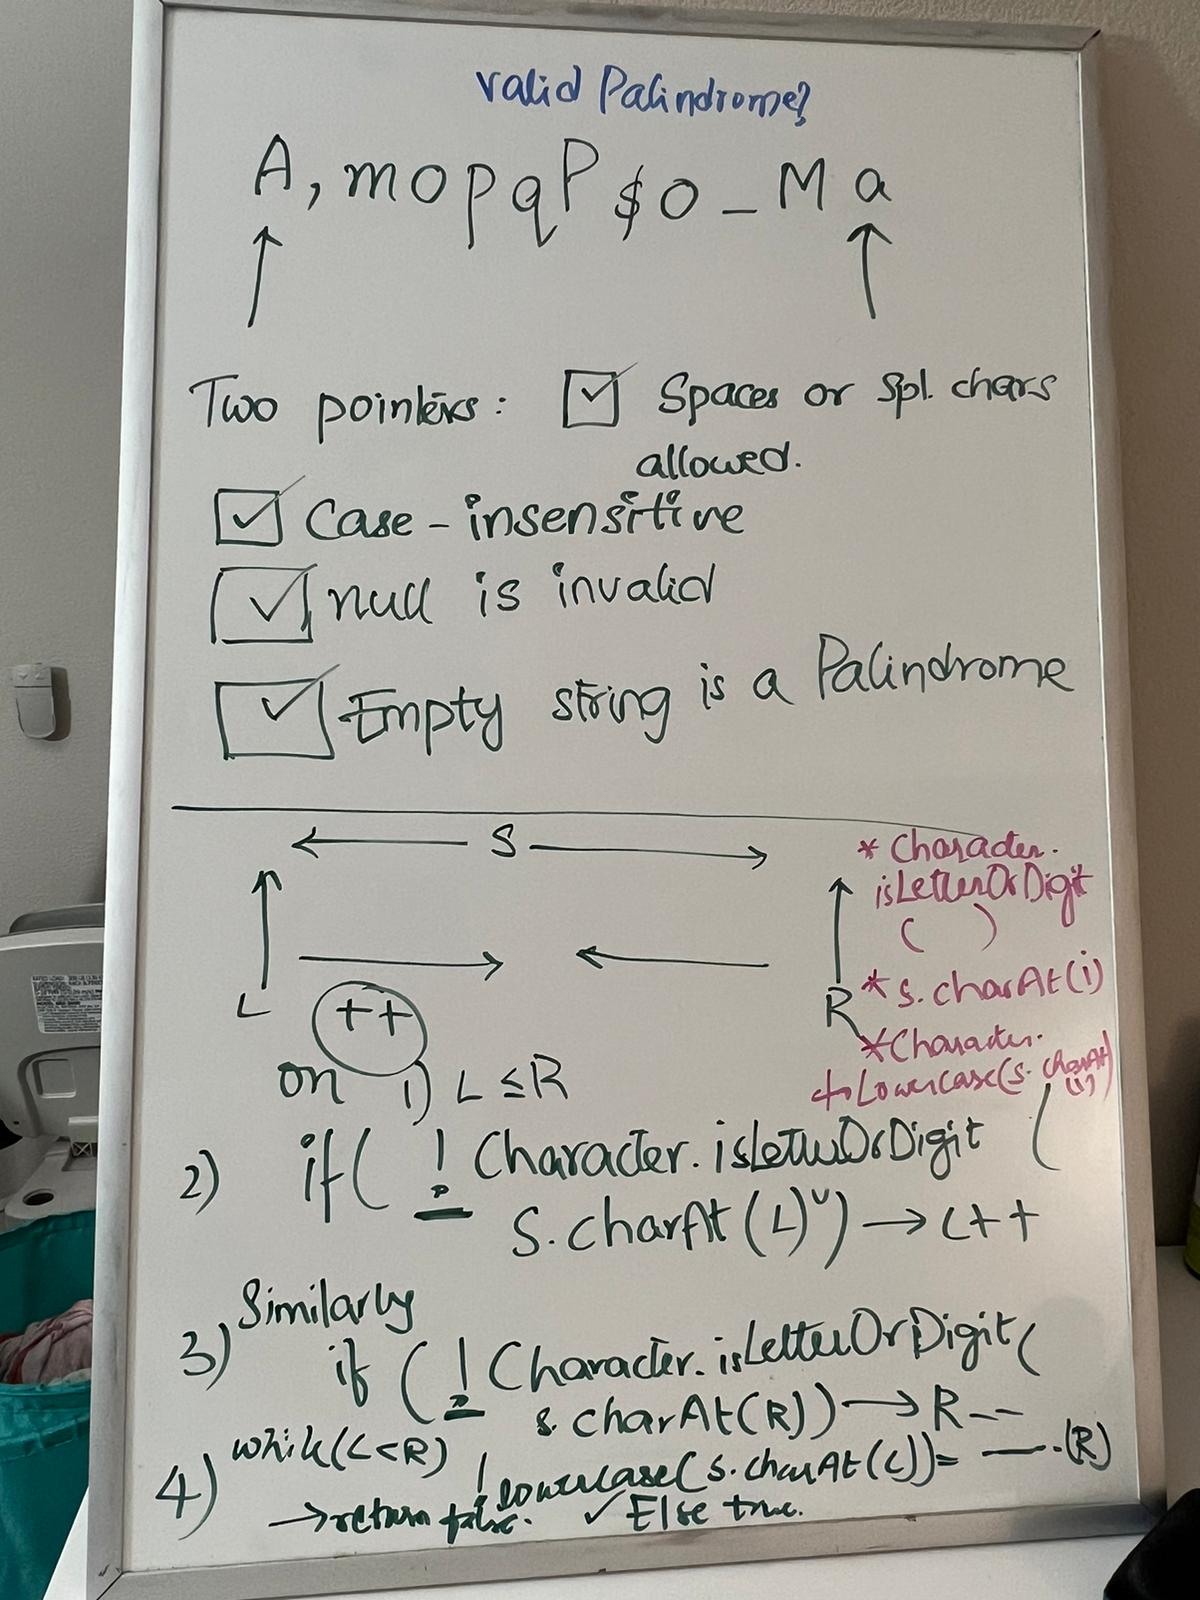 valid Palindrome?
A, m o p q P $ o _ M a
Two pointers: Spaces or spl. chars
allowed.
Case-insensitive
null is invalid
Empty string is a Palindrome
S
* Character.
isLetterOrDigit
( )
L
R
* s.charAt(i)
++
* Character.
toLowercase(s.charAt
(i))
on 1) L ≤ R
2) if( ! Character.isLetterOrDigit (
S.charAt(L)) → L++
Similarly
3) if ( ! Character.isLetterOrDigit(
s.charAt(R)) → R--
while(L<R)
4) ! lowercase(s.charAt(L))= —.(R)
→ return false. ✓ Else true.